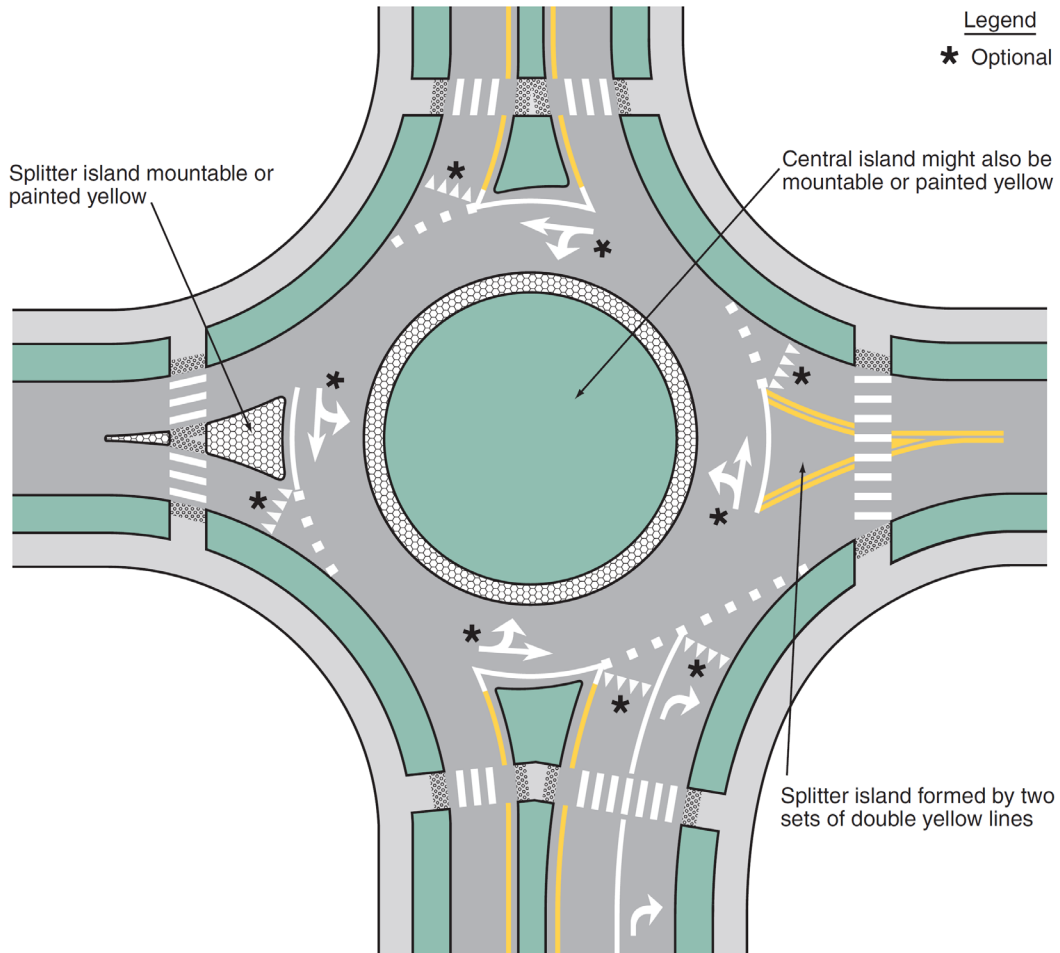 Legend
* Optional
Splitter island mountable or
painted yellow
Central island might also be
mountable or painted yellow
Splitter island formed by two
sets of double yellow lines